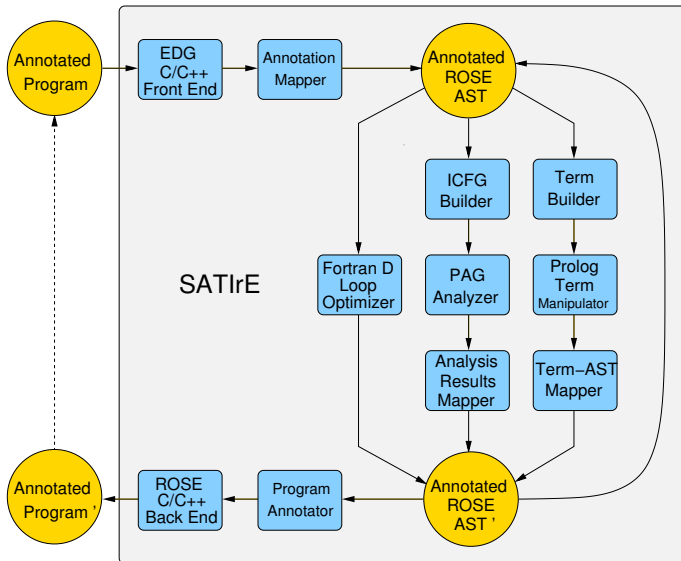 Annotated
Program
EDG
C/C++
Front End
Annotation
Mapper
Annotated
ROSE
AST
ICFG
Builder
Term
Builder
SATIrE
Fortran D
Loop
Optimizer
PAG
Analyzer
Prolog
Term
Manipulator
Analysis
Results
Mapper
Term–AST
Mapper
Annotated
Program '
ROSE
C/C++
Back End
Program
Annotator
Annotated
ROSE
AST '